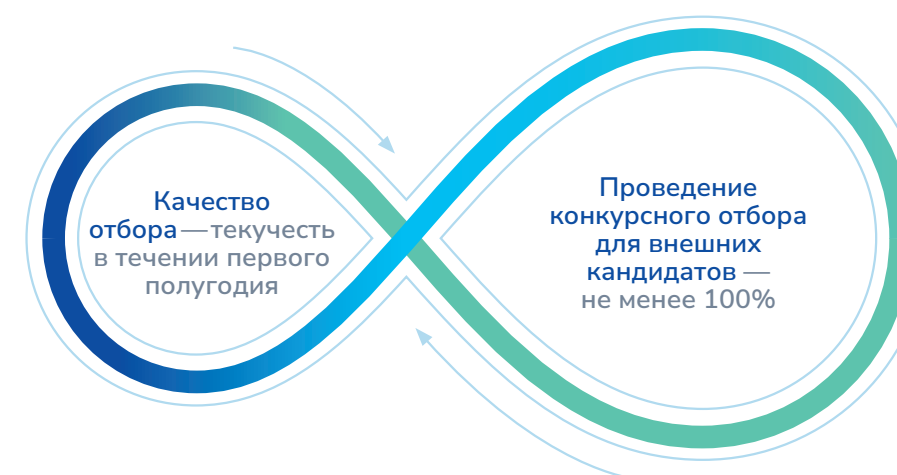 Качество
отбора — текучесть
в течении первого
полугодия
Проведение
конкурсного отбора
для внешних
кандидатов —
не менее 100%